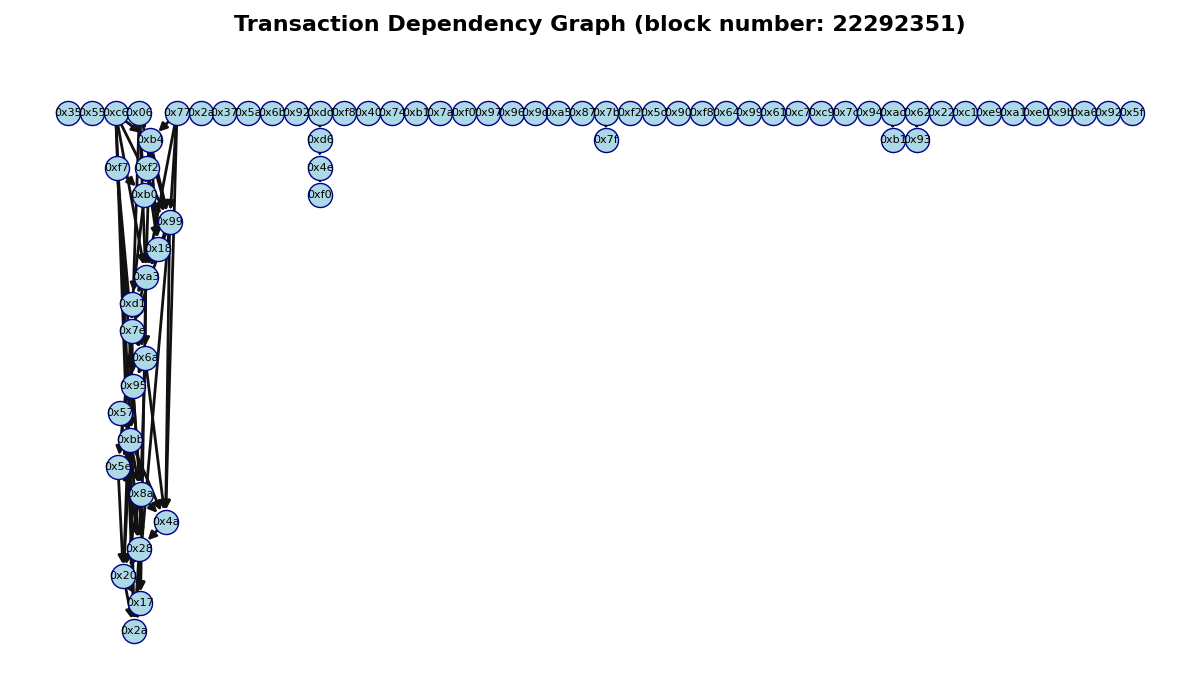 Transaction Dependency Graph (block number: 22292351)
0x35 0x55 0xc6 0x06 0x77 0x2a 0x37 0x5a 0x6b 0x92 0xdc 0xf8 0x40 0x74 0xb1 0x7a 0xf0 0x97 0x96 0x9d 0xa5 0x87 0x7b 0xf2 0x5c 0x90 0xf8 0x64 0x99 0x61 0xc7 0xc9 0x7c 0x94 0xac 0x62 0x22 0xc1 0xe9 0xa1 0xe0 0x9b 0xa6 0x92 0x5f
0xb4 0xd6 0x7f 0xb1 0x93
0xf7 0xf2 0x4e
0xb0 0xf0
0x99
0x18
0xa3
0xd1
0x7e
0x6a
0x95
0x57
0xbb
0x5e
0x8a
0x4a
0x28
0x20
0x17
0x2a